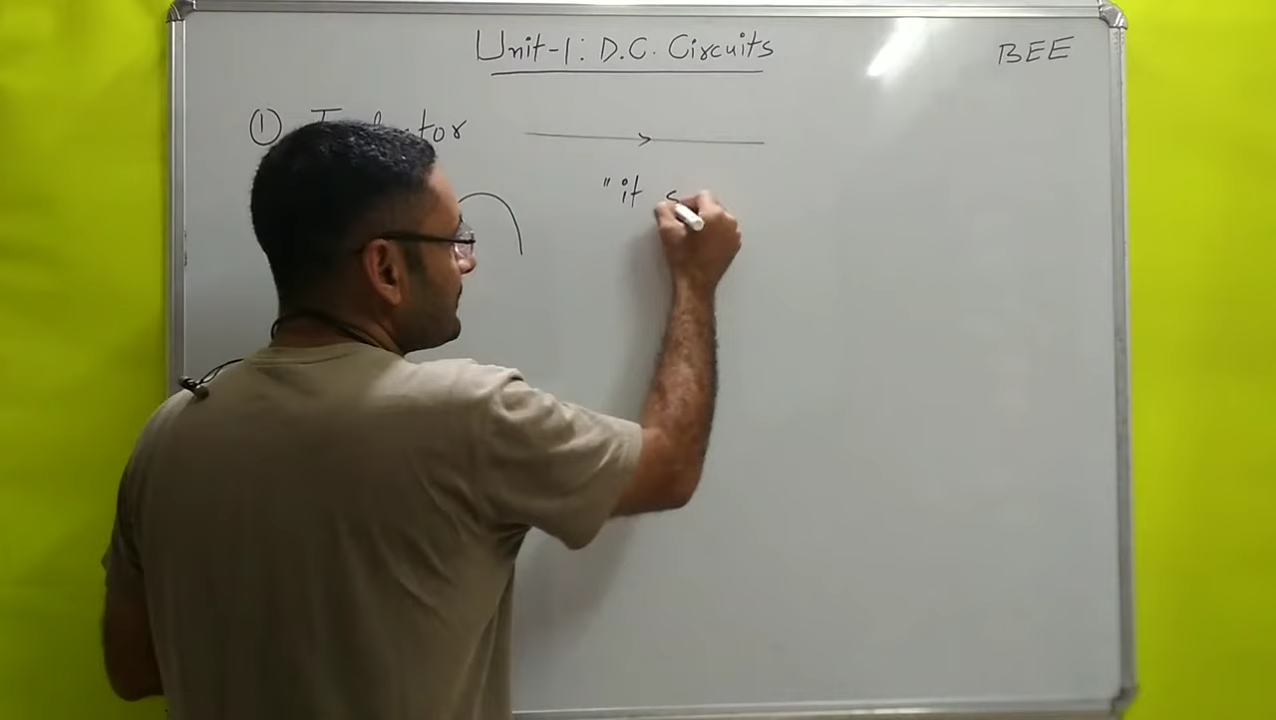 Unit-1: D.C. Circuits
BEE
①
" it